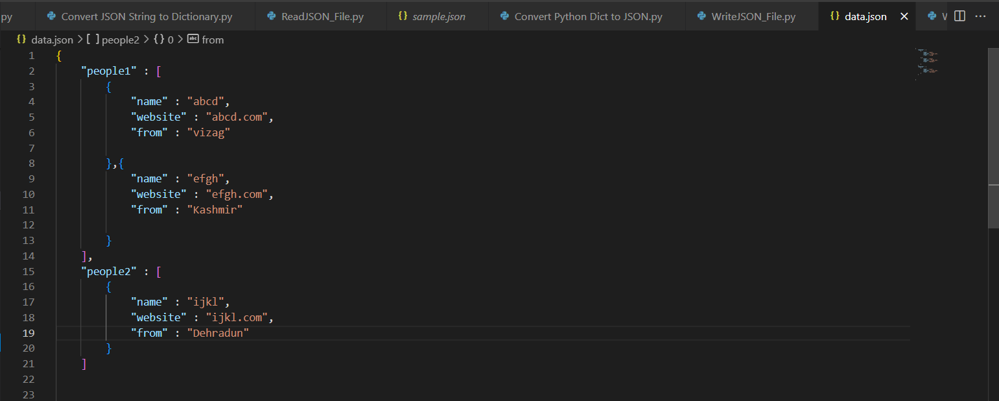 py Convert JSON String to Dictionary.py ReadJSON_File.py {} sample.json Convert Python Dict to JSON.py WriteJSON_File.py {} data.json × ...
{} data.json > [ ] people2 > {} 0 > abc from
1 {
2 "people1" : [
3 {
4 "name" : "abcd",
5 "website" : "abcd.com",
6 "from" : "vizag"
7
8 },{
9 "name" : "efgh",
10 "website" : "efgh.com",
11 "from" : "Kashmir"
12
13 }
14 ],
15 "people2" : [
16 {
17 "name" : "ijkl",
18 "website" : "ijkl.com",
19 "from" : "Dehradun"
20 }
21 ]
22
23